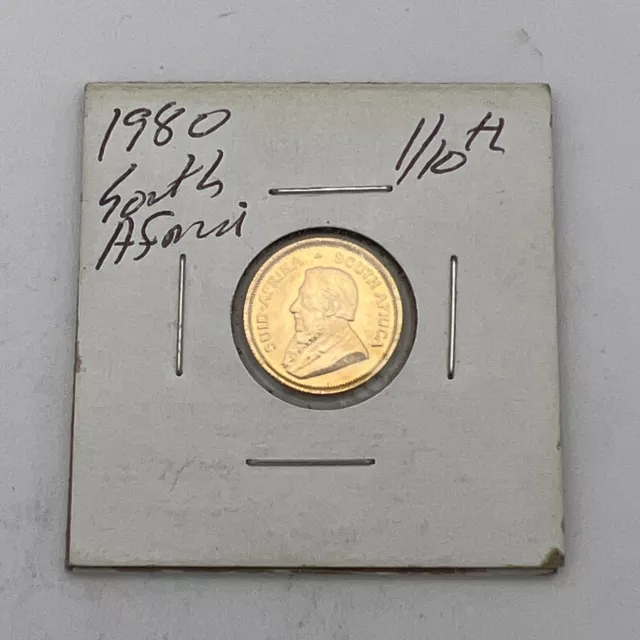 1980
South
Africa
1/10th
SUID-AFRIKA SOUTH AFRICA